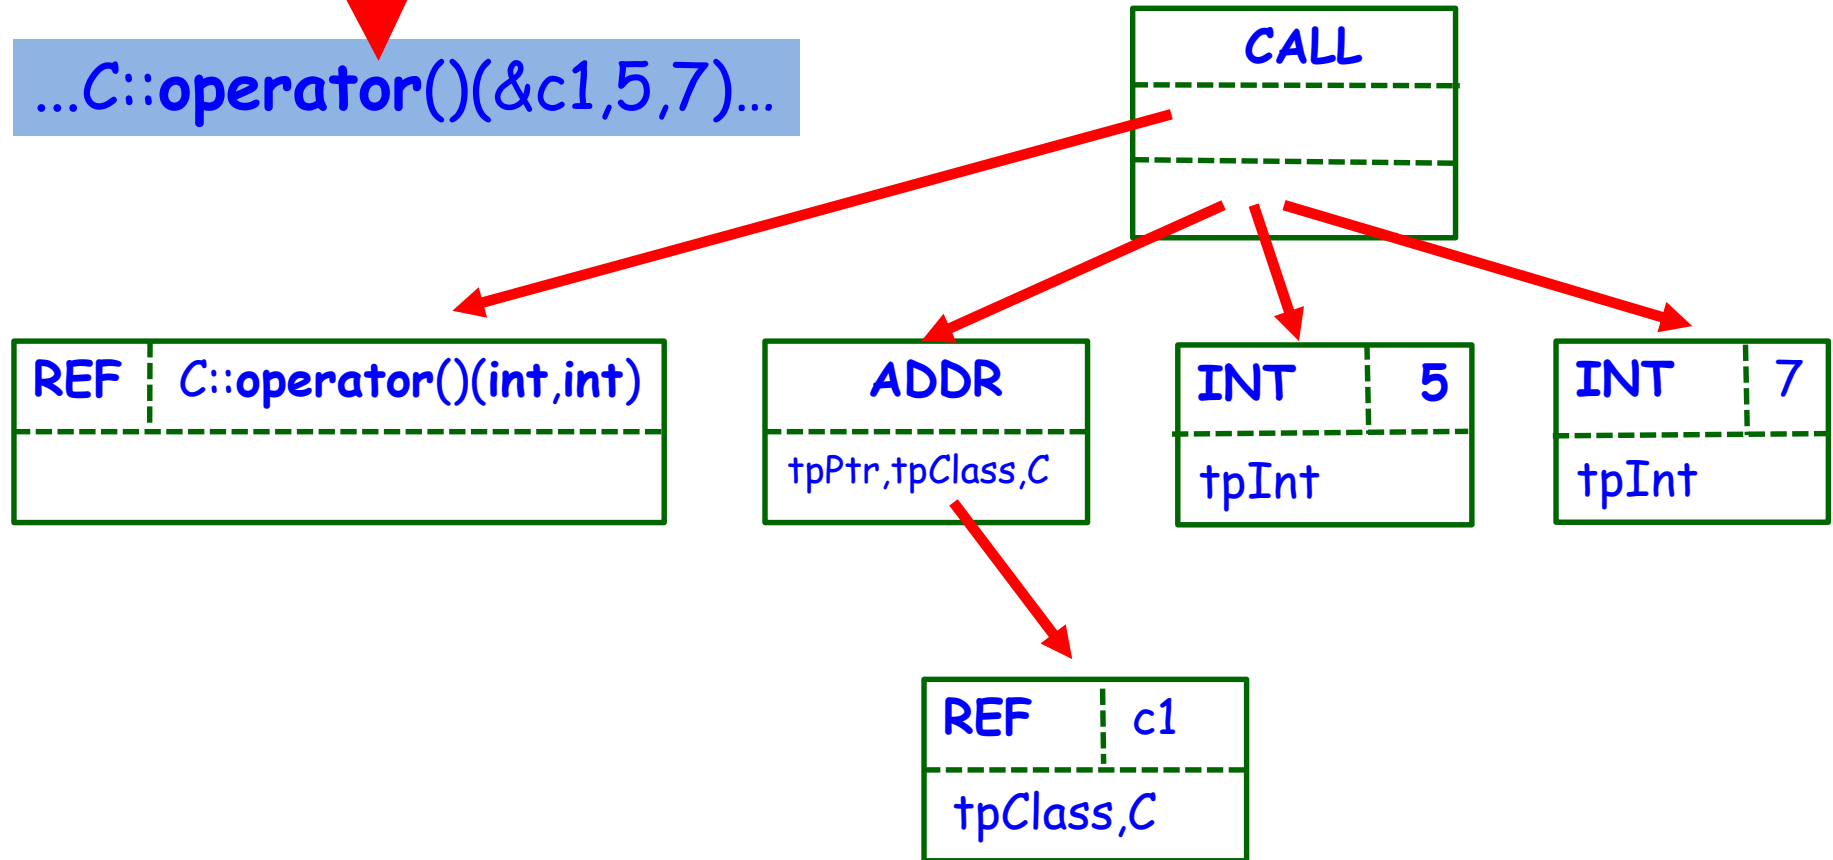 ...C::operator()(&c1,5,7)...
CALL
REF C::operator()(int,int)
ADDR
tpPtr,tpClass,C
INT 5
tpInt
INT 7
tpInt
REF c1
tpClass,C